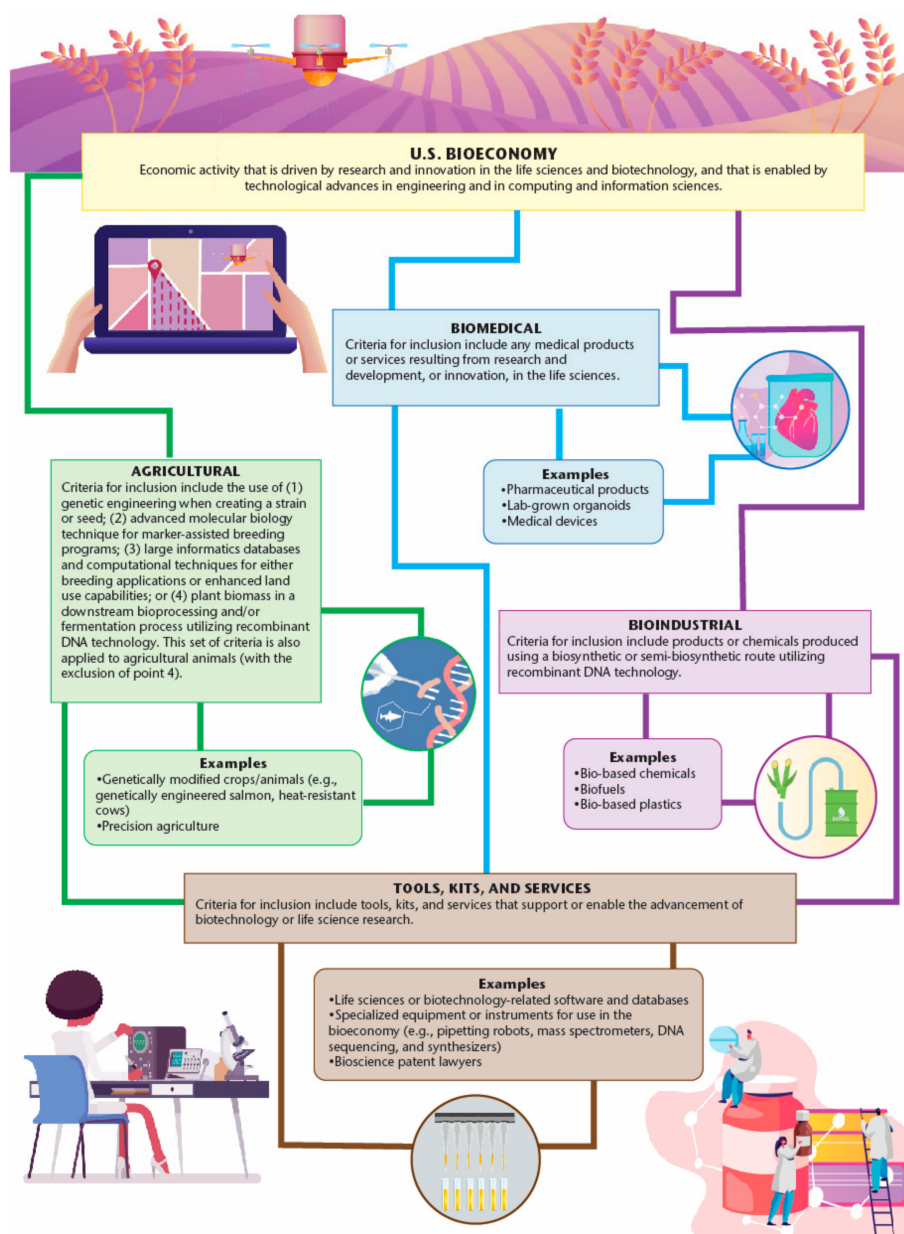 U.S. BIOECONOMY
Economic activity that is driven by research and innovation in the life sciences and biotechnology, and that is enabled by
technological advances in engineering and in computing and information sciences.
BIOMEDICAL
Criteria for inclusion include any medical products
or services resulting from research and
development, or innovation, in the life sciences.
Examples
•Pharmaceutical products
•Lab-grown organoids
•Medical devices
AGRICULTURAL
Criteria for inclusion include the use of (1)
genetic engineering when creating a strain
or seed; (2) advanced molecular biology
technique for marker-assisted breeding
programs; (3) large informatics databases
and computational techniques for either
breeding applications or enhanced land
use capabilities; or (4) plant biomass in a
downstream bioprocessing and/or
fermentation process utilizing recombinant
DNA technology. This set of criteria is also
applied to agricultural animals (with the
exclusion of point 4).
Examples
•Genetically modified crops/animals (e.g.,
genetically engineered salmon, heat-resistant
cows)
•Precision agriculture
BIOINDUSTRIAL
Criteria for inclusion include products or chemicals produced
using a biosynthetic or semi-biosynthetic route utilizing
recombinant DNA technology.
Examples
•Bio-based chemicals
•Biofuels
•Bio-based plastics
TOOLS, KITS, AND SERVICES
Criteria for inclusion include tools, kits, and services that support or enable the advancement of
biotechnology or life science research.
Examples
•Life sciences or biotechnology-related software and databases
•Specialized equipment or instruments for use in the
bioeconomy (e.g., pipetting robots, mass spectrometers, DNA
sequencing, and synthesizers)
•Bioscience patent lawyers